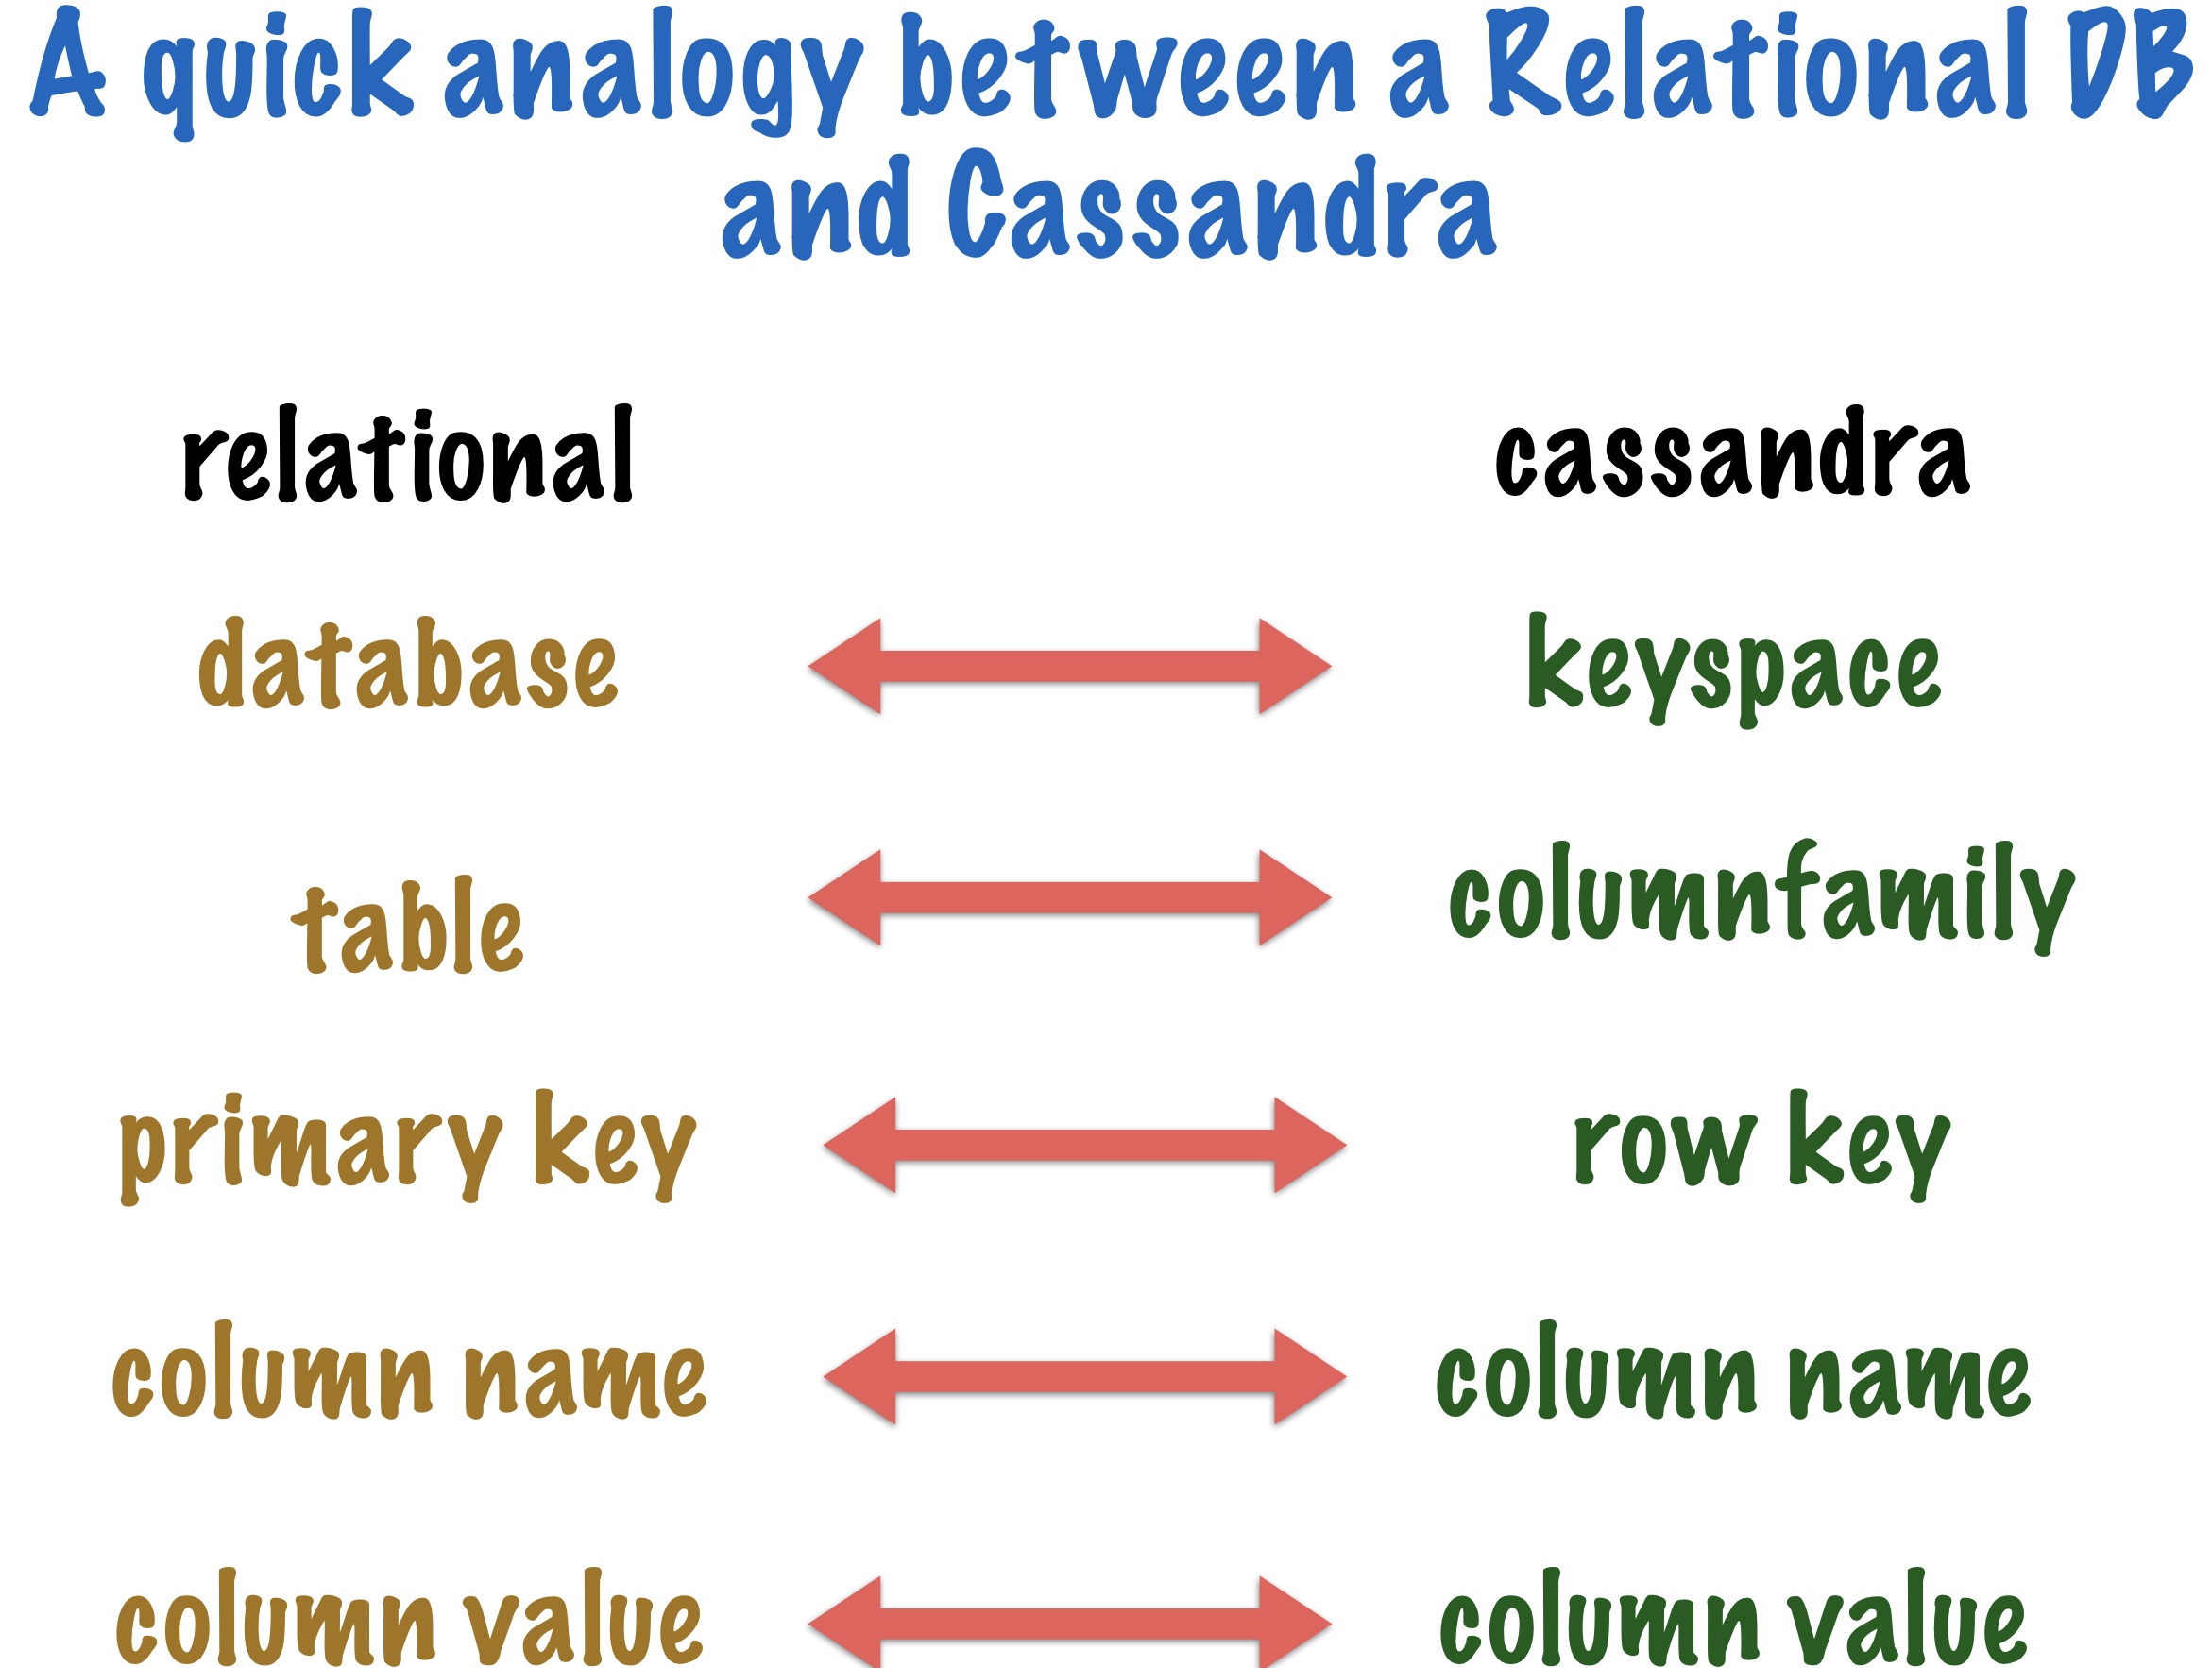 A quick analogy between a Relational DB
and Cassandra
relational cassandra
database keyspace
table columnfamily
primary key row key
column name column name
column value column value